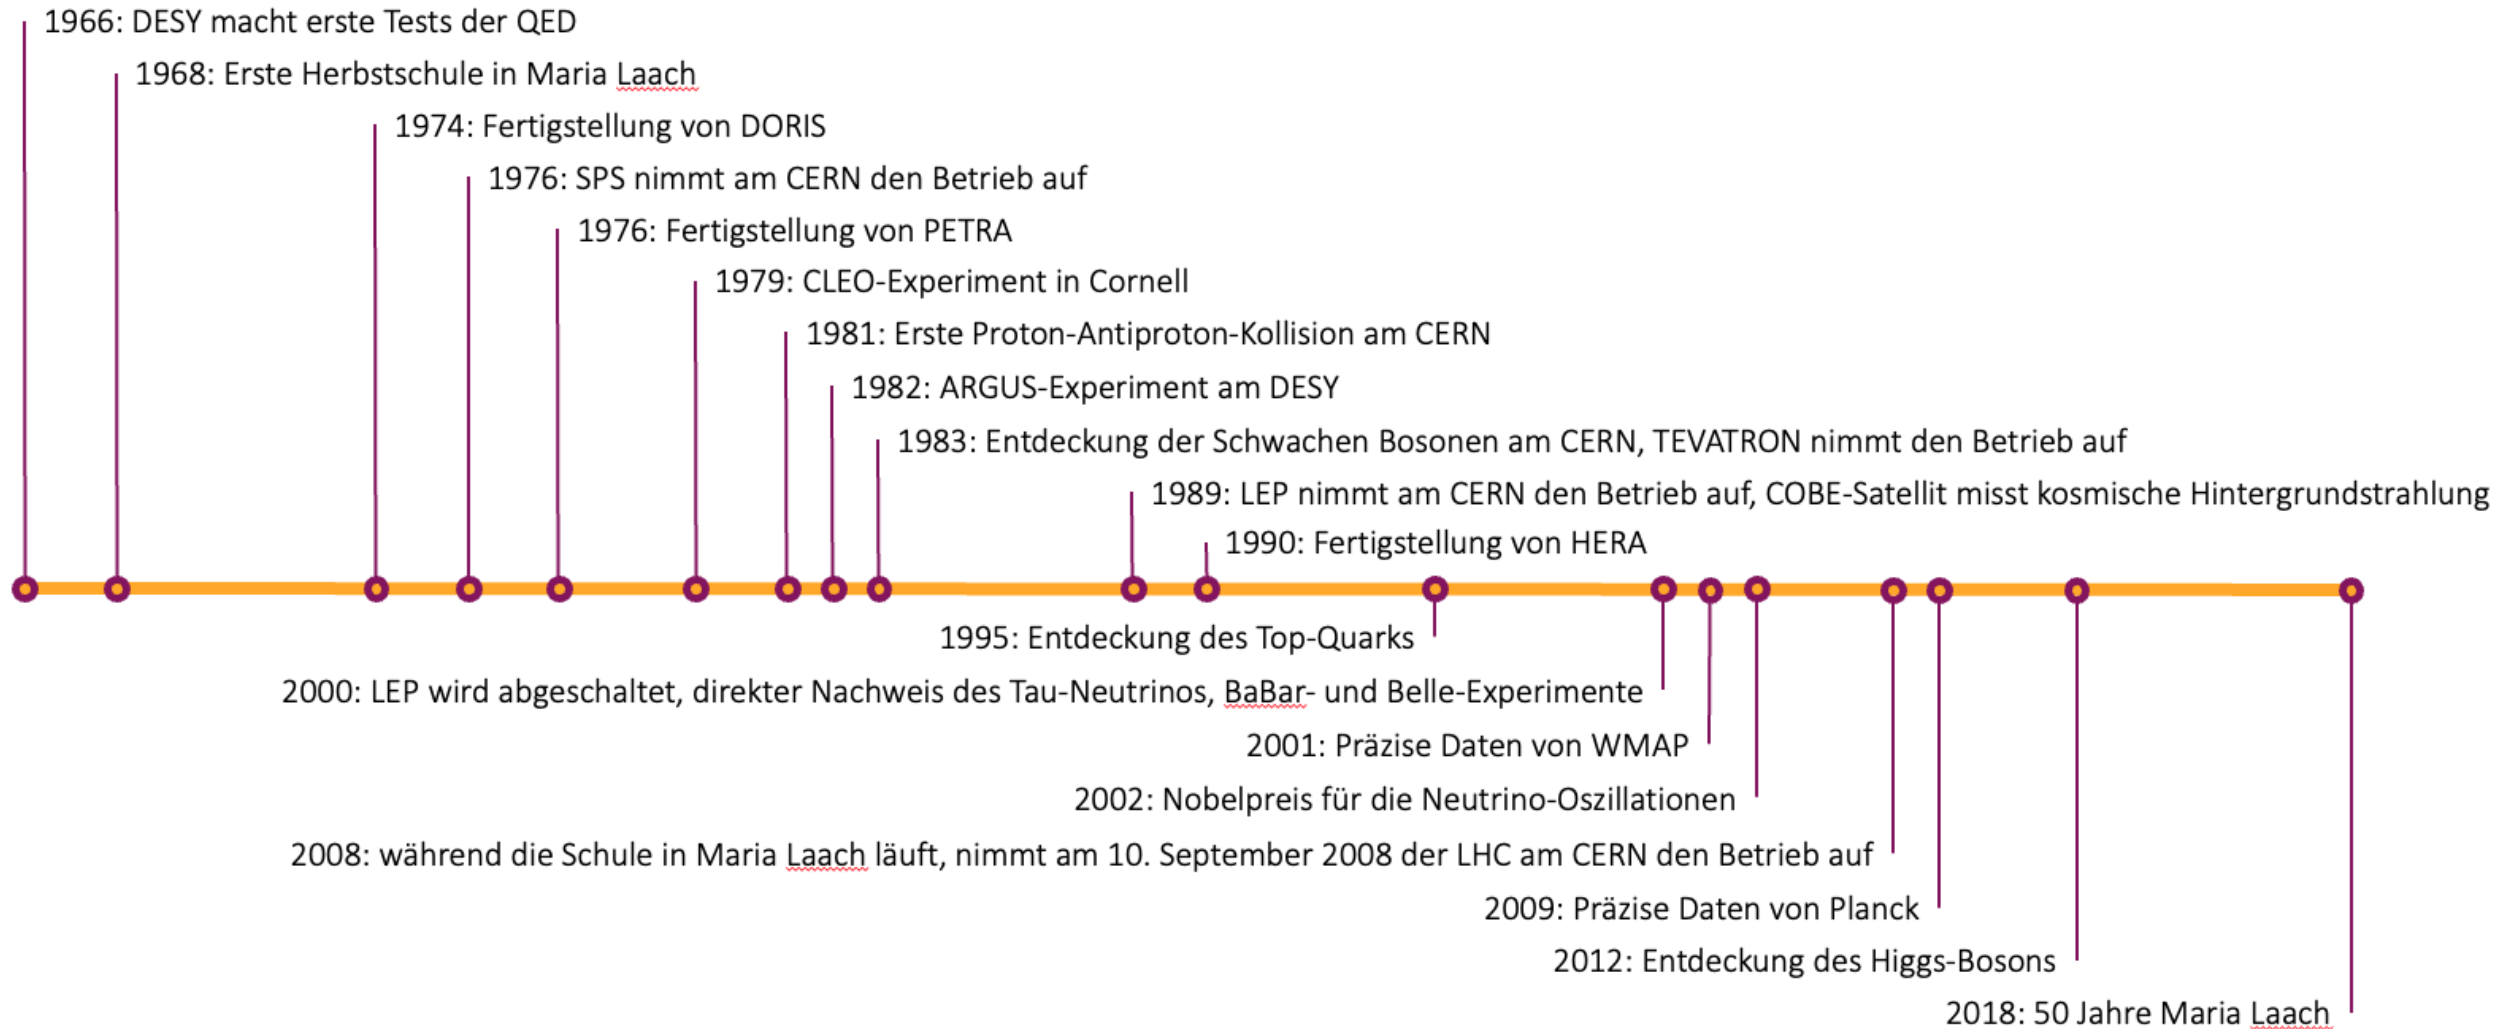 1966: DESY macht erste Tests der QED
1968: Erste Herbstschule in Maria Laach
1974: Fertigstellung von DORIS
1976: SPS nimmt am CERN den Betrieb auf
1976: Fertigstellung von PETRA
1979: CLEO-Experiment in Cornell
1981: Erste Proton-Antiproton-Kollision am CERN
1982: ARGUS-Experiment am DESY
1983: Entdeckung der Schwachen Bosonen am CERN, TEVATRON nimmt den Betrieb auf
1989: LEP nimmt am CERN den Betrieb auf, COBE-Satellit misst kosmische Hintergrundstrahlung
1990: Fertigstellung von HERA
1995: Entdeckung des Top-Quarks
2000: LEP wird abgeschaltet, direkter Nachweis des Tau-Neutrinos, BaBar- und Belle-Experimente
2001: Präzise Daten von WMAP
2002: Nobelpreis für die Neutrino-Oszillationen
2008: während die Schule in Maria Laach läuft, nimmt am 10. September 2008 der LHC am CERN den Betrieb auf
2009: Präzise Daten von Planck
2012: Entdeckung des Higgs-Bosons
2018: 50 Jahre Maria Laach